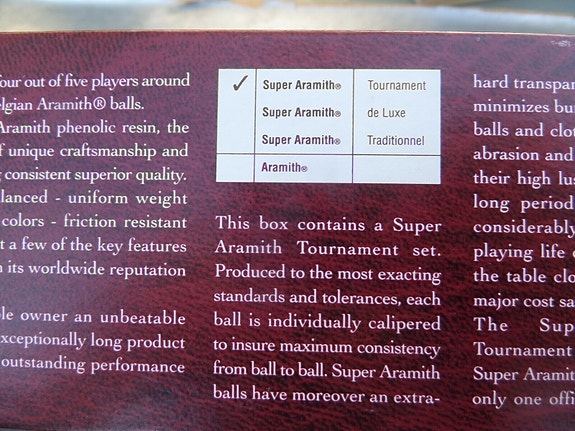 four out of five players around
elgian Aramith® balls.
Aramith phenolic resin, the
f unique craftsmanship and
consistent superior quality.
alanced - uniform weight
colors - friction resistant
t a few of the key features
n its worldwide reputation
ble owner an unbeatable
exceptionally long product
outstanding performance
✓ Super Aramith® Tournament
Super Aramith® de Luxe
Super Aramith® Traditionnel
Aramith®
This box contains a Super
Aramith Tournament set.
Produced to the most exacting
standards and tolerances, each
ball is individually calipered
to insure maximum consistency
from ball to ball. Super Aramith
balls have moreover an extra-
hard transpar
minimizes bu
balls and clot
abrasion and
their high lus
long period
considerably
playing life o
the table clo
major cost sa
The Sup
Tournament
Super Aramit
only one offi